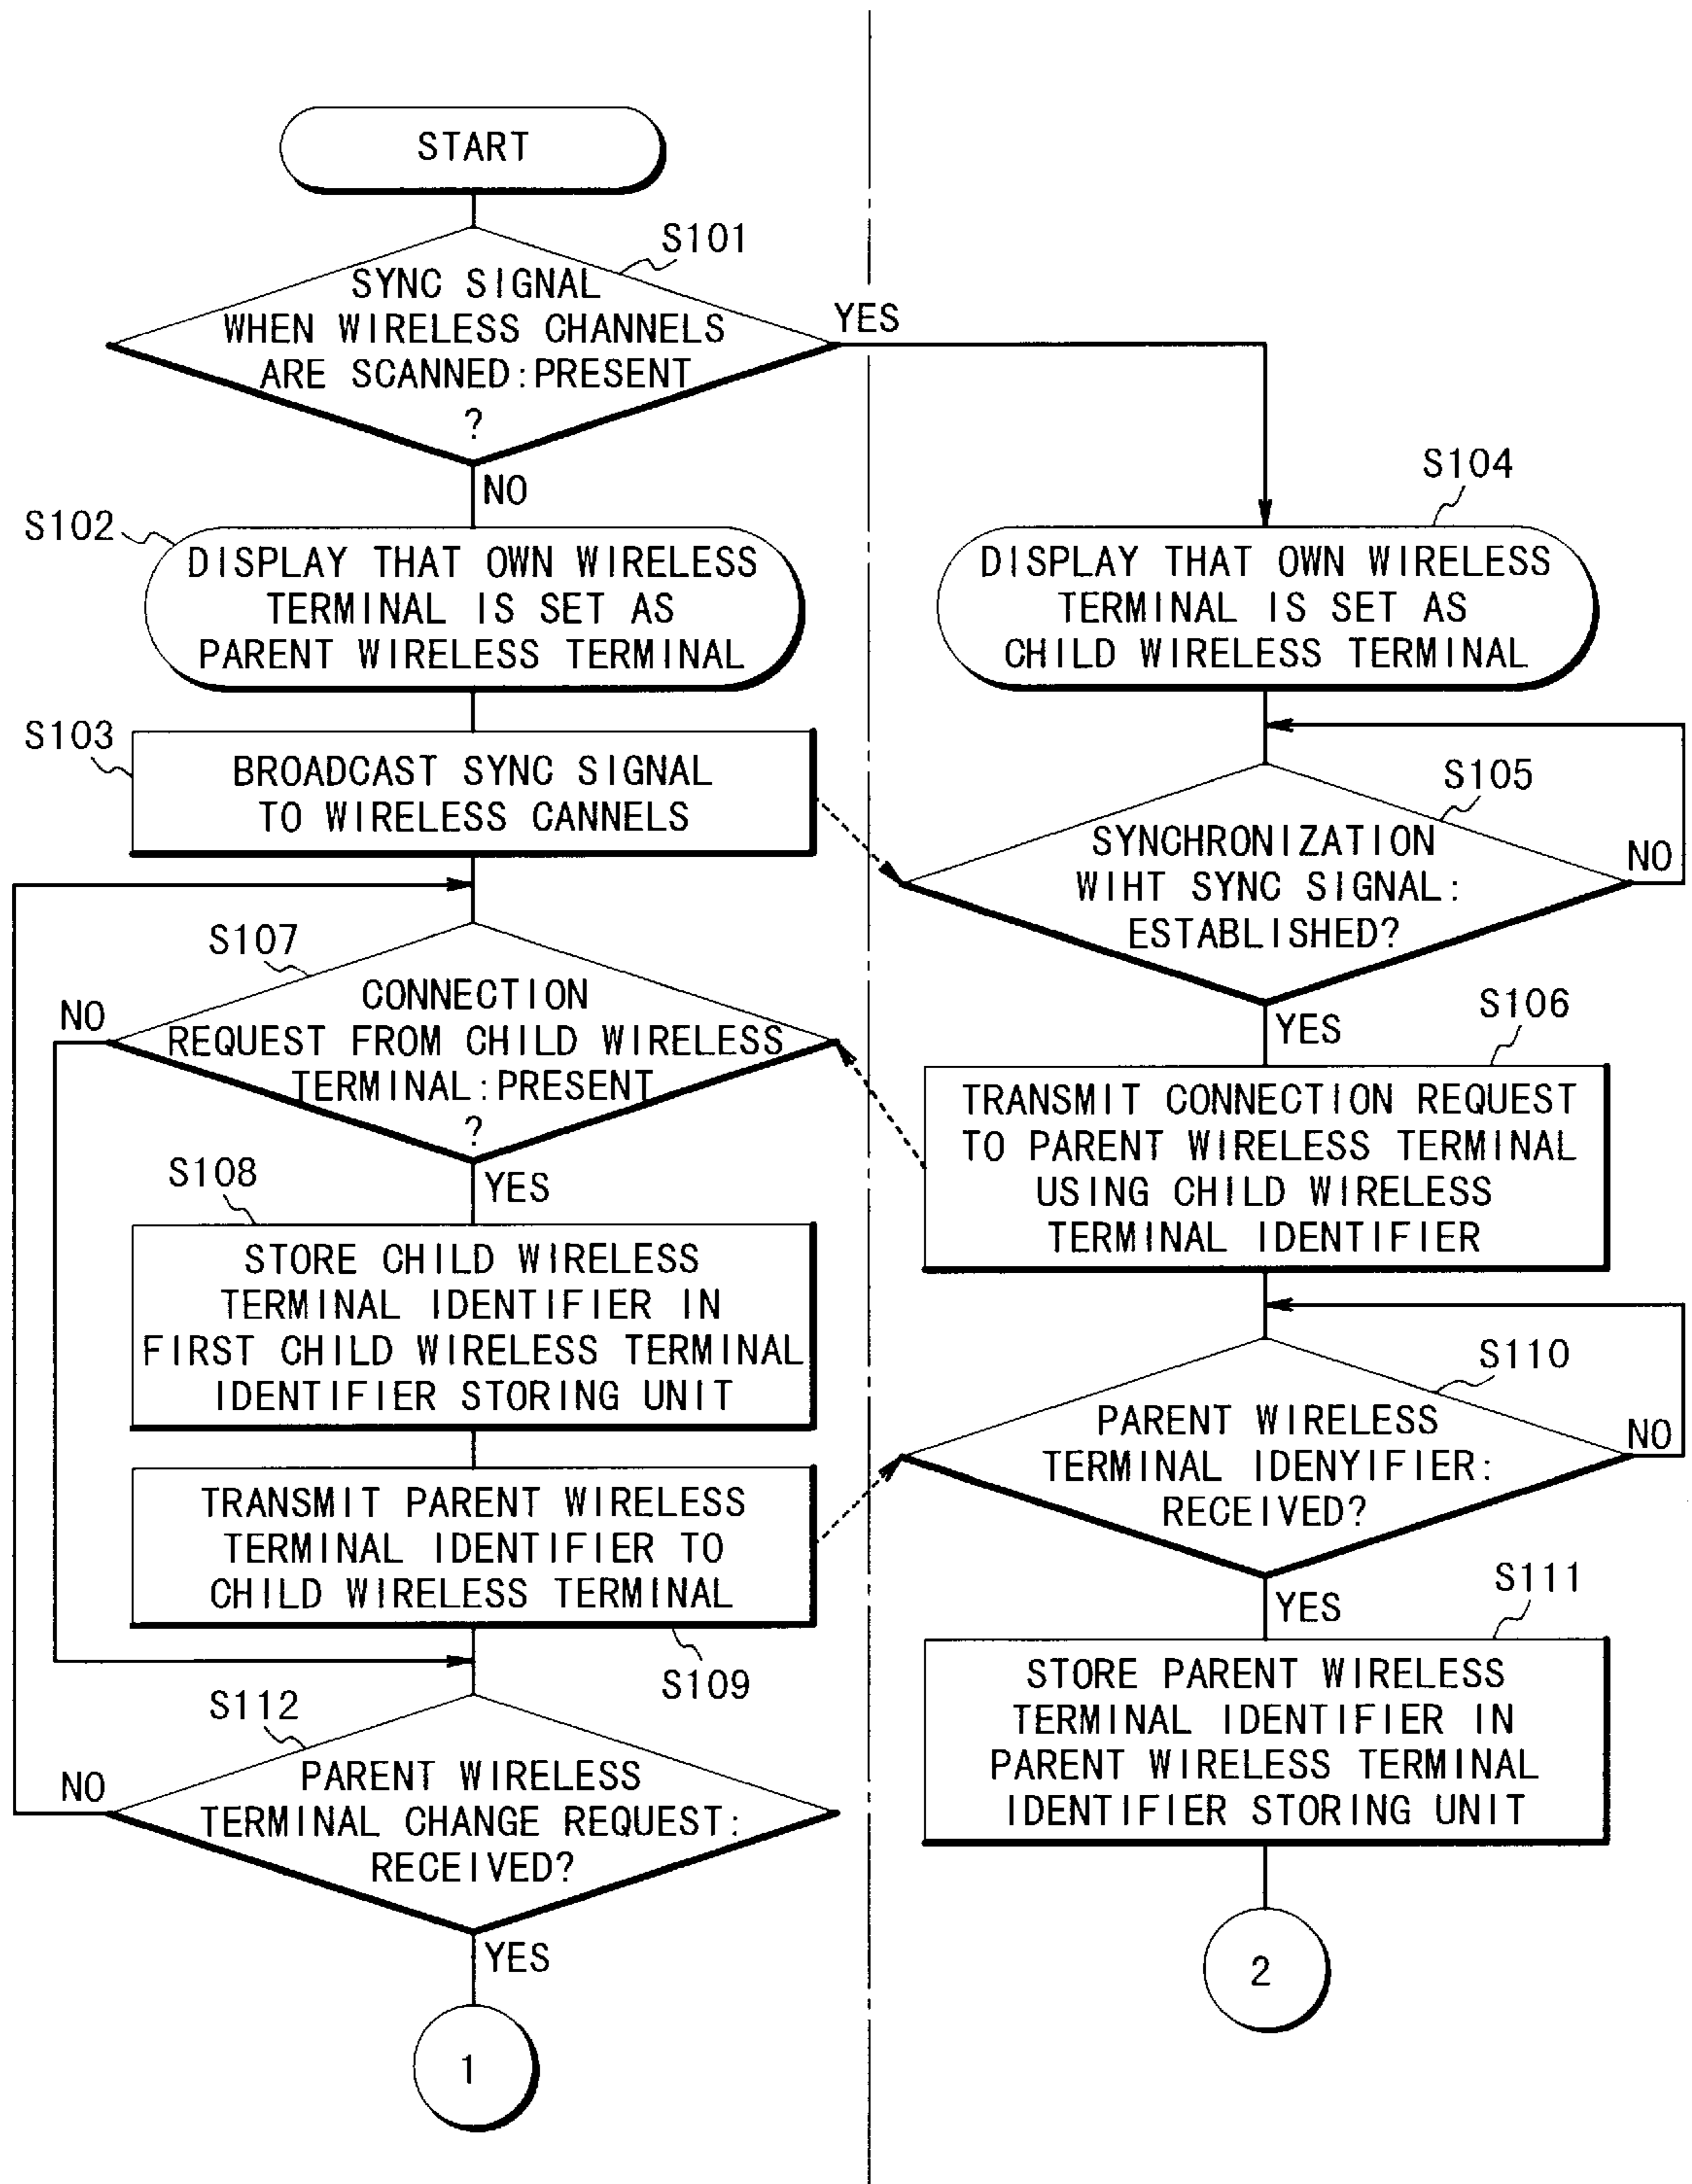 START
S101
SYNC SIGNAL
WHEN WIRELESS CHANNELS
ARE SCANNED:PRESENT
?
YES
NO
S102
DISPLAY THAT OWN WIRELESS
TERMINAL IS SET AS
PARENT WIRELESS TERMINAL
S103
BROADCAST SYNC SIGNAL
TO WIRELESS CANNELS
S107
CONNECTION
REQUEST FROM CHILD WIRELESS
TERMINAL:PRESENT
?
NO
YES
S108
STORE CHILD WIRELESS
TERMINAL IDENTIFIER IN
FIRST CHILD WIRELESS TERMINAL
IDENTIFIER STORING UNIT
TRANSMIT PARENT WIRELESS
TERMINAL IDENTIFIER TO
CHILD WIRELESS TERMINAL
S109
S112
PARENT WIRELESS
TERMINAL CHANGE REQUEST:
RECEIVED?
NO
YES
1
S104
DISPLAY THAT OWN WIRELESS
TERMINAL IS SET AS
CHILD WIRELESS TERMINAL
S105
SYNCHRONIZATION
WIHT SYNC SIGNAL:
ESTABLISHED?
NO
YES
S106
TRANSMIT CONNECTION REQUEST
TO PARENT WIRELESS TERMINAL
USING CHILD WIRELESS
TERMINAL IDENTIFIER
S110
PARENT WIRELESS
TERMINAL IDENYIFIER:
RECEIVED?
NO
YES
S111
STORE PARENT WIRELESS
TERMINAL IDENTIFIER IN
PARENT WIRELESS TERMINAL
IDENTIFIER STORING UNIT
2